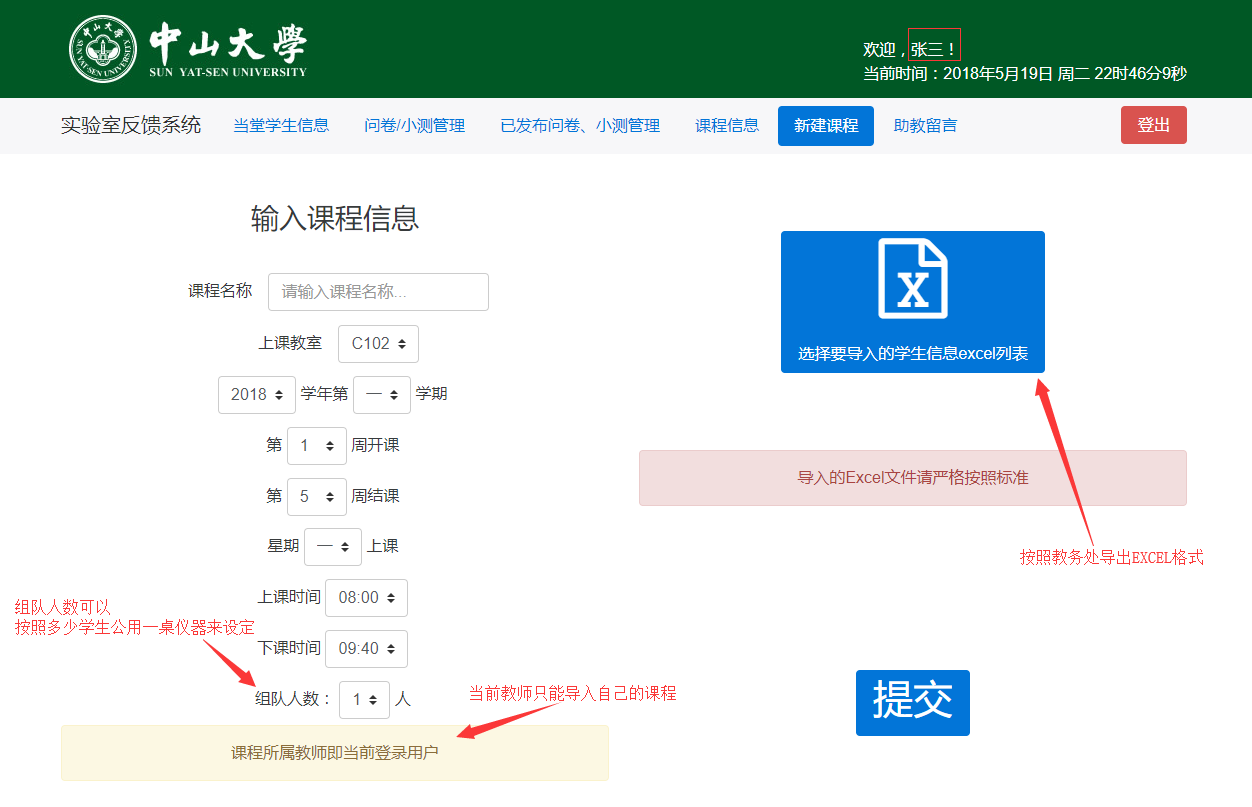 中山大學
SUN YAT-SEN UNIVERSITY
中山大學
SUN YAT-SEN UNIVERSITY
欢迎，张三！
当前时间：2018年5月19日 周二 22时46分9秒
实验室反馈系统 当堂学生信息 问卷/小测管理 已发布问卷、小测管理 课程信息 新建课程 助教留言 登出
输入课程信息
课程名称 请输入课程名称...
上课教室 C102
2018 学年第 一 学期
第 1 周开课
第 5 周结课
星期 一 上课
上课时间 08:00
下课时间 09:40
组队人数： 1 人
组队人数可以
按照多少学生公用一桌仪器来设定
当前教师只能导入自己的课程
课程所属教师即当前登录用户
X
选择要导入的学生信息excel列表
导入的Excel文件请严格按照标准
按照教务处导出EXCEL格式
提交